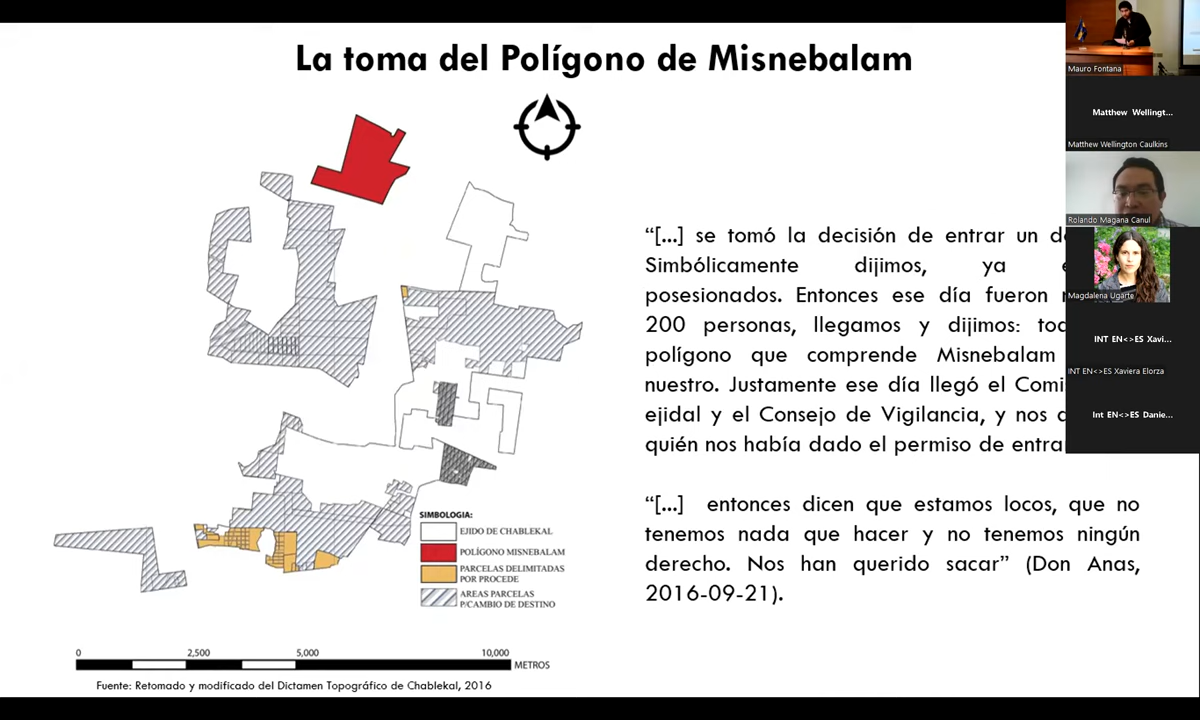 La toma del Polígono de Misnebalam
Mauro Fontana
Matthew Wellingt...
Matthew Wellington Caulkins
Rolando Magana Canul
Magdalena Ugarte
INT EN<>ES Xavi...
INT EN<>ES Xaviera Elorza
Int EN<>ES Danie...
“[...] se tomó la decisión de entrar un
Simbólicamente dijimos, ya
posesionados. Entonces ese día fueron
200 personas, llegamos y dijimos:
polígono que comprende Misnebalam
nuestro. Justamente ese día llegó el
ejidal y el Consejo de Vigilancia, y nos
quién nos había dado el permiso de
“[...] entonces dicen que estamos locos, que no
tenemos nada que hacer y no tenemos ningún
derecho. Nos han querido sacar” (Don Anas,
2016-09-21).
SIMBOLOGIA:
EJIDO DE CHABLEKAL
POLÍGONO MISNEBALAM
PARCELAS DELIMITADAS
POR PROCEDE
AREAS PARCELAS
P/CAMBIO DE DESTINO
0 2,500 5,000 10,000
METROS
Fuente: Retomado y modificado del Dictamen Topográfico de Chablekal, 2016